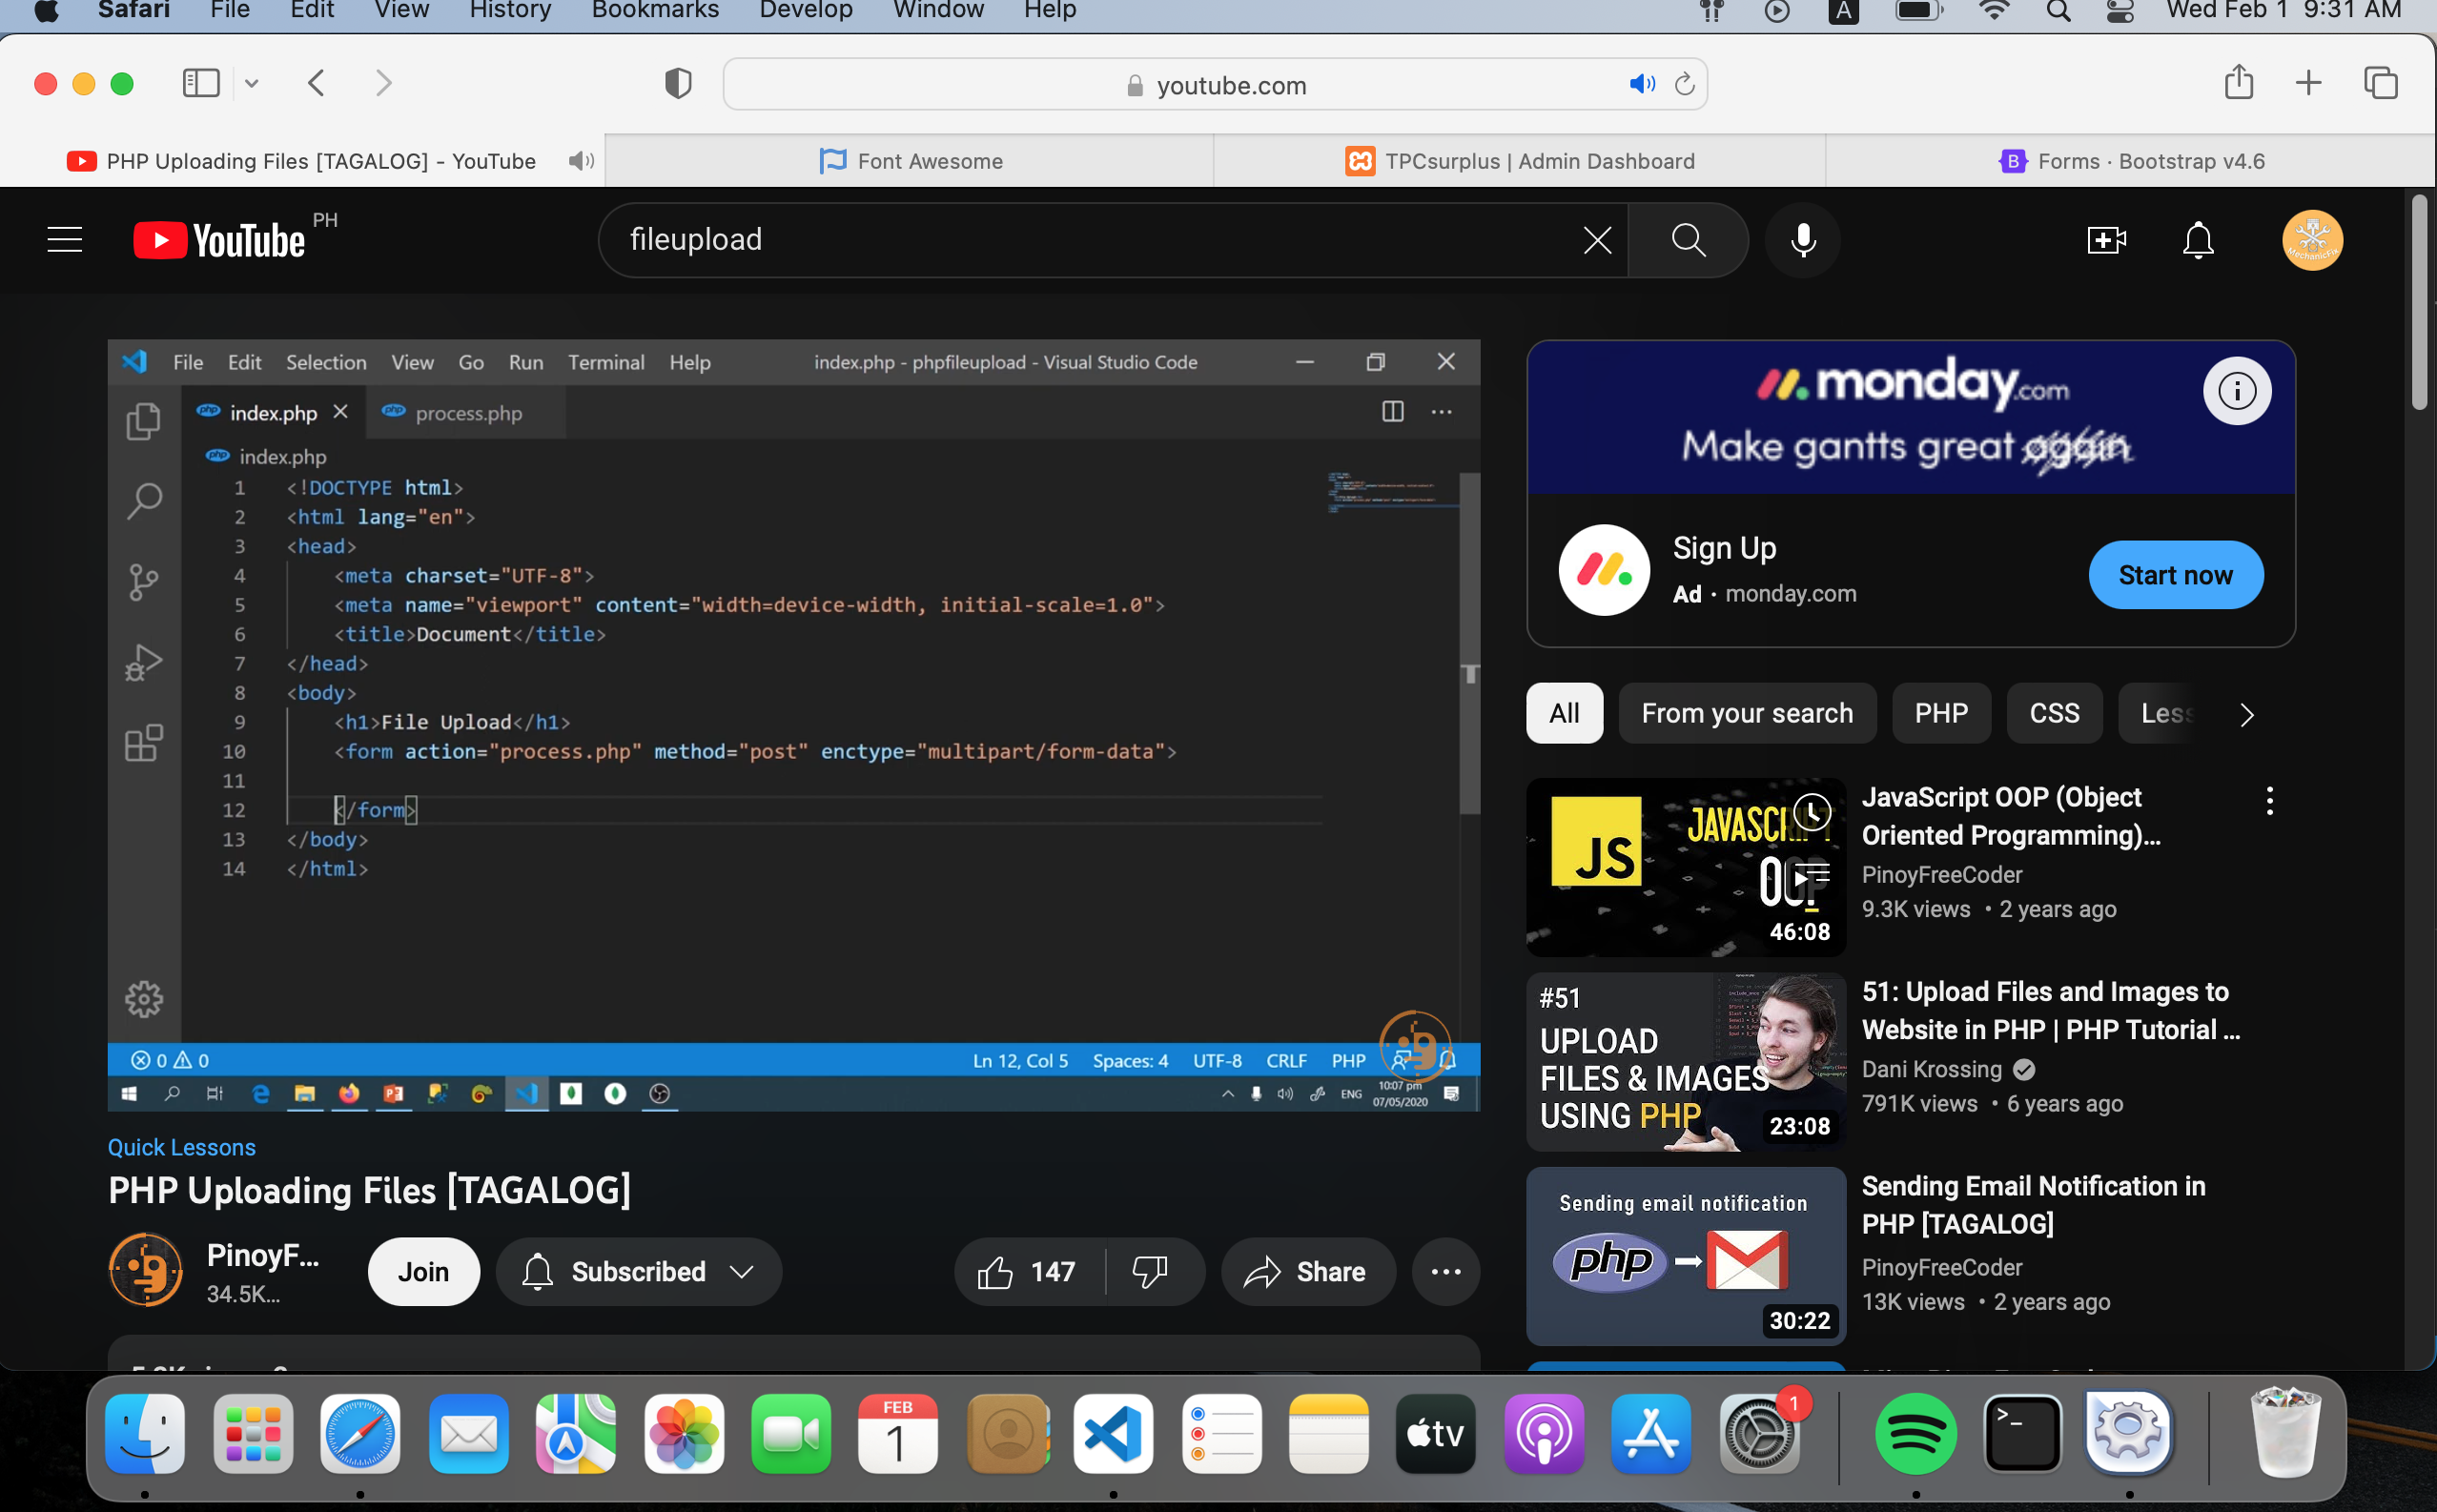 Safari File Edit View History Bookmarks Develop Window Help A Wed Feb 1 9:31 AM
youtube.com
PHP Uploading Files [TAGALOG] - YouTube
Font Awesome
TPCsurplus | Admin Dashboard
B Forms · Bootstrap v4.6
YouTube PH
fileupload
MechanicFix
File Edit Selection View Go Run Terminal Help index.php - phpfileupload - Visual Studio Code
php index.php
php process.php
php index.php
1 <!DOCTYPE html>
2 <html lang="en">
3 <head>
4 <meta charset="UTF-8">
5 <meta name="viewport" content="width=device-width, initial-scale=1.0">
6 <title>Document</title>
7 </head>
8 <body>
9 <h1>File Upload</h1>
10 <form action="process.php" method="post" enctype="multipart/form-data">
11
12 </form>
13 </body>
14 </html>
0 0
Ln 12, Col 5 Spaces: 4 UTF-8 CRLF PHP
ENG
10:07 pm
07/05/2020
Quick Lessons
PHP Uploading Files [TAGALOG]
PinoyF...
34.5K...
Join
Subscribed
147
Share
monday.com
Make gantts great again
Sign Up
Ad · monday.com
Start now
All
From your search
PHP
CSS
Less
JS
JAVASCRIPT
OOP
46:08
JavaScript OOP (Object
Oriented Programming)...
PinoyFreeCoder
9.3K views • 2 years ago
#51
UPLOAD
FILES & IMAGES
USING PHP
23:08
51: Upload Files and Images to
Website in PHP | PHP Tutorial ...
Dani Krossing
791K views • 6 years ago
Sending email notification
php
30:22
Sending Email Notification in
PHP [TAGALOG]
PinoyFreeCoder
13K views • 2 years ago
FEB
1
tv
1
>_